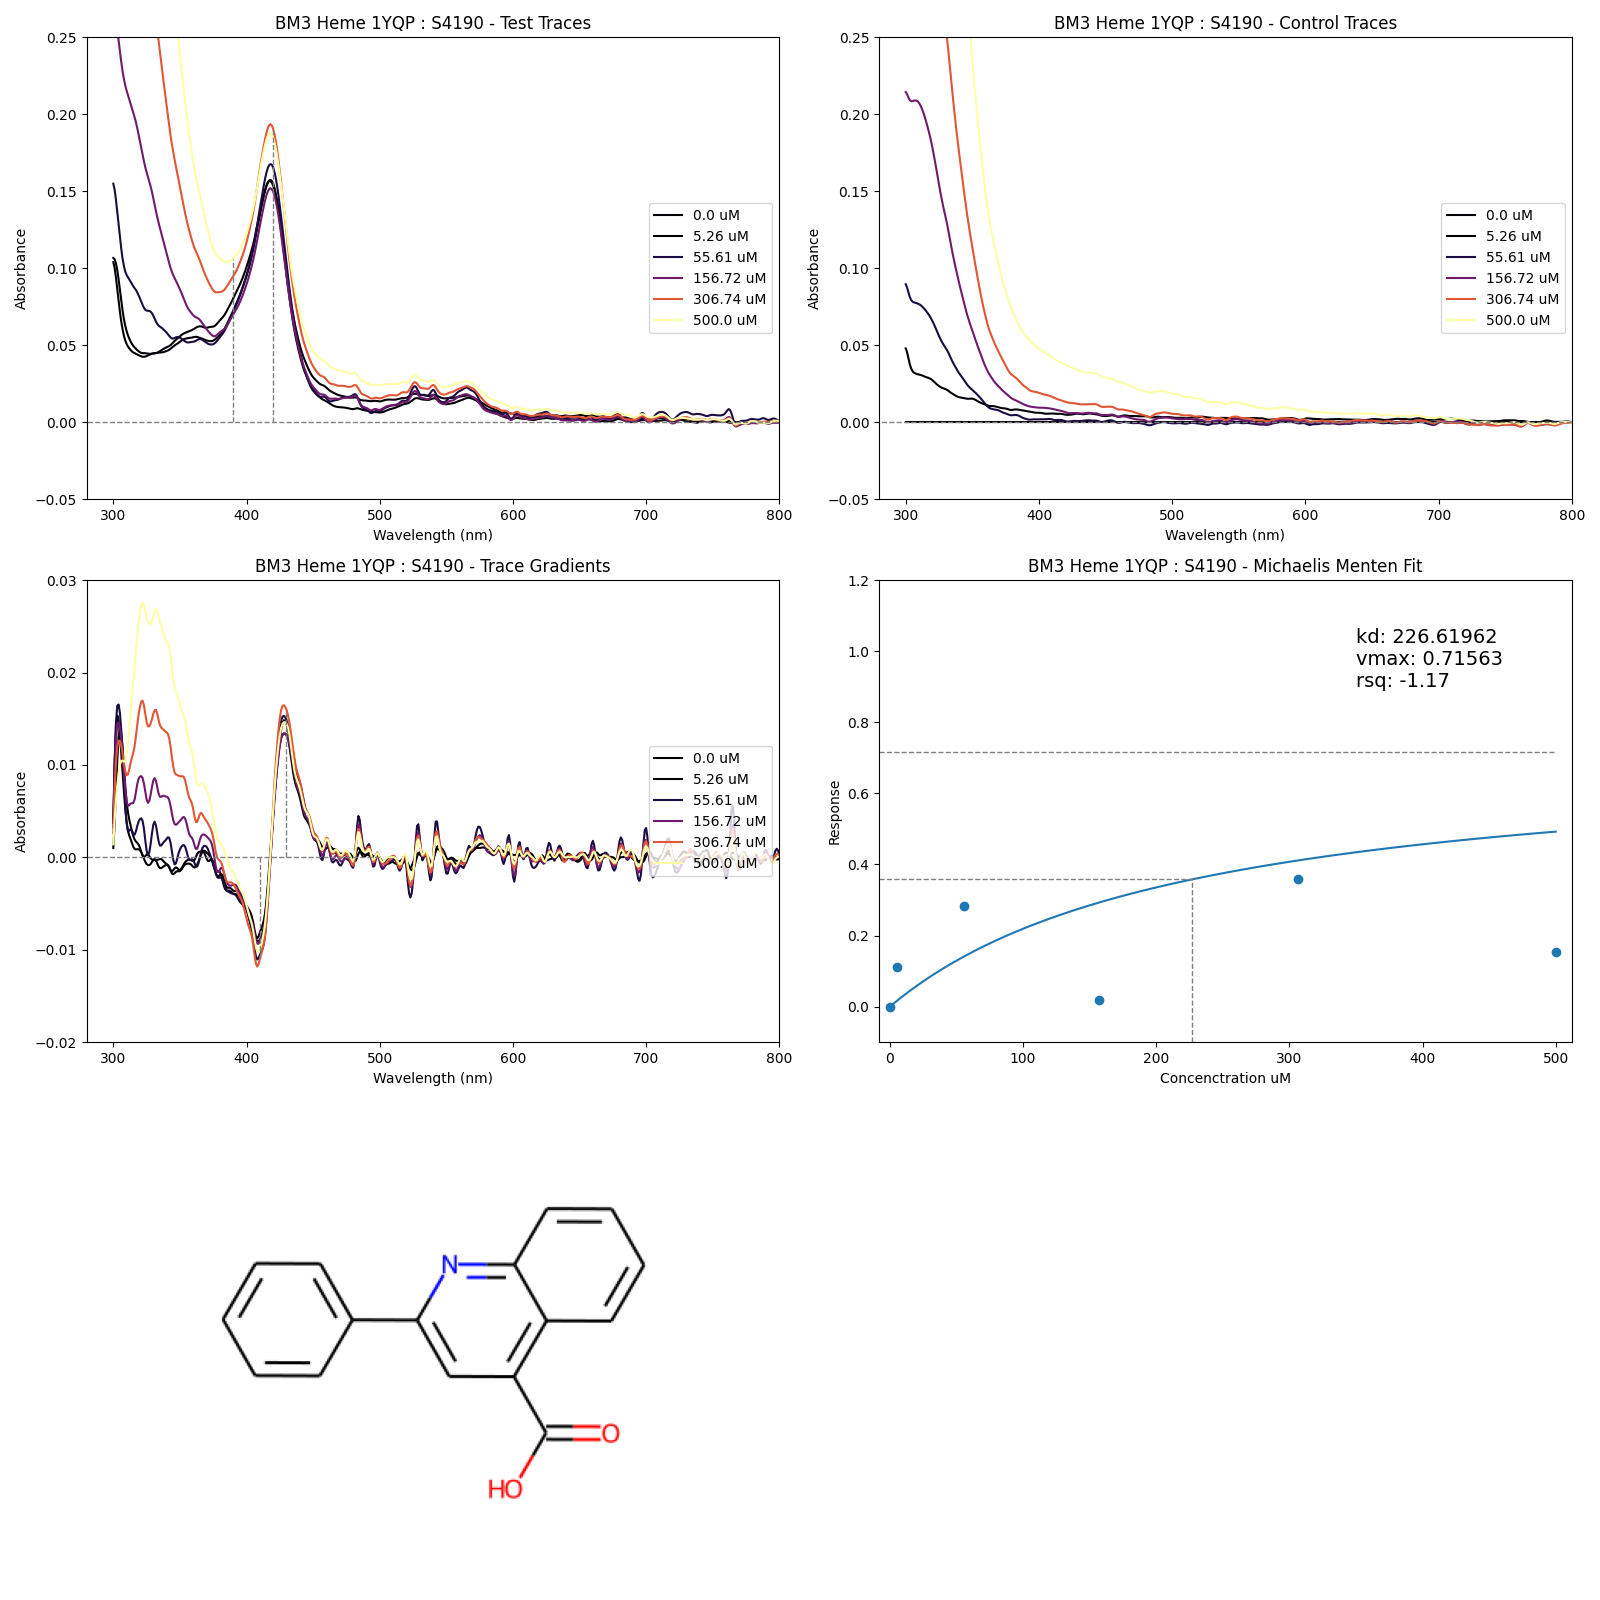 BM3 Heme 1YQP : S4190 - Test Traces
Absorbance
0.25
0.20
0.15
0.10
0.05
0.00
−0.05
300
400
500
600
700
800
Wavelength (nm)
0.0 uM
5.26 uM
55.61 uM
156.72 uM
306.74 uM
500.0 uM
BM3 Heme 1YQP : S4190 - Control Traces
Absorbance
0.25
0.20
0.15
0.10
0.05
0.00
−0.05
300
400
500
600
700
800
Wavelength (nm)
0.0 uM
5.26 uM
55.61 uM
156.72 uM
306.74 uM
500.0 uM
BM3 Heme 1YQP : S4190 - Trace Gradients
Absorbance
0.03
0.02
0.01
0.00
−0.01
−0.02
300
400
500
600
700
800
Wavelength (nm)
0.0 uM
5.26 uM
55.61 uM
156.72 uM
306.74 uM
500.0 uM
BM3 Heme 1YQP : S4190 - Michaelis Menten Fit
Response
1.2
1.0
0.8
0.6
0.4
0.2
0.0
0
100
200
300
400
500
Concenctration uM
kd: 226.61962
vmax: 0.71563
rsq: -1.17
N
O
HO